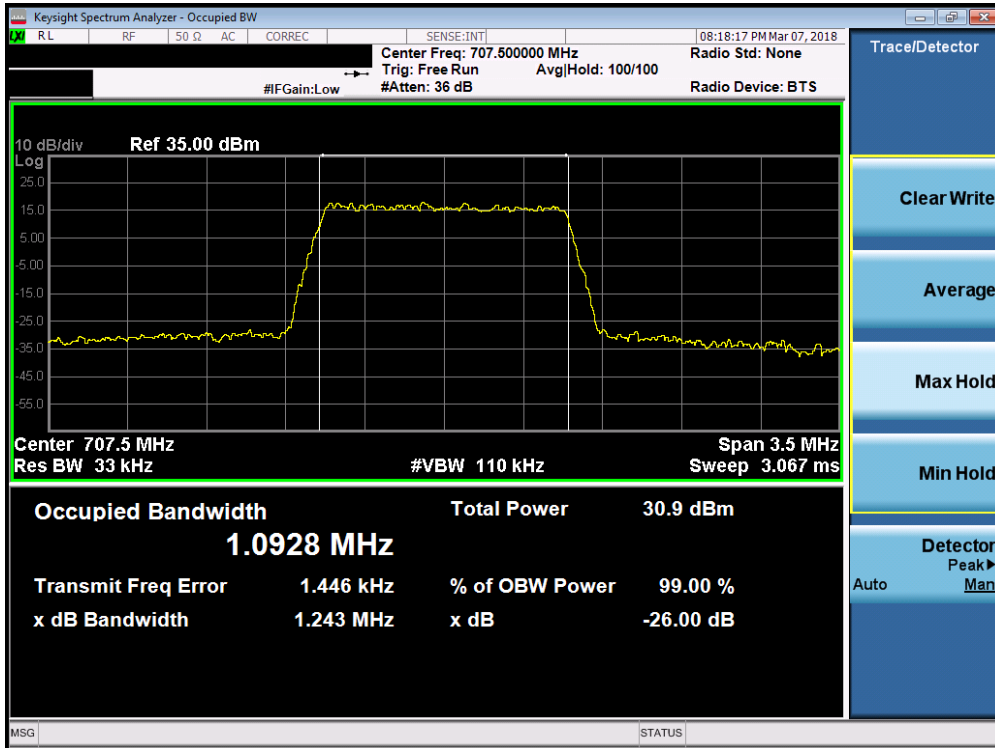 Keysight Spectrum Analyzer - Occupied BW
LXI RL RF 50 Ω AC CORREC SENSE:INT 08:18:17 PM Mar 07, 2018
Center Freq: 707.500000 MHz Radio Std: None
Trig: Free Run Avg|Hold: 100/100
#IFGain:Low #Atten: 36 dB Radio Device: BTS
Trace/Detector
10 dB/div Ref 35.00 dBm
Log
25.0
15.0
5.00
-5.00
-15.0
-25.0
-35.0
-45.0
-55.0
Center 707.5 MHz Span 3.5 MHz
Res BW 33 kHz #VBW 110 kHz Sweep 3.067 ms
Occupied Bandwidth Total Power 30.9 dBm
1.0928 MHz
Transmit Freq Error 1.446 kHz % of OBW Power 99.00 %
x dB Bandwidth 1.243 MHz x dB -26.00 dB
Clear Write
Average
Max Hold
Min Hold
Detector
Peak▶
Auto Man
MSG STATUS